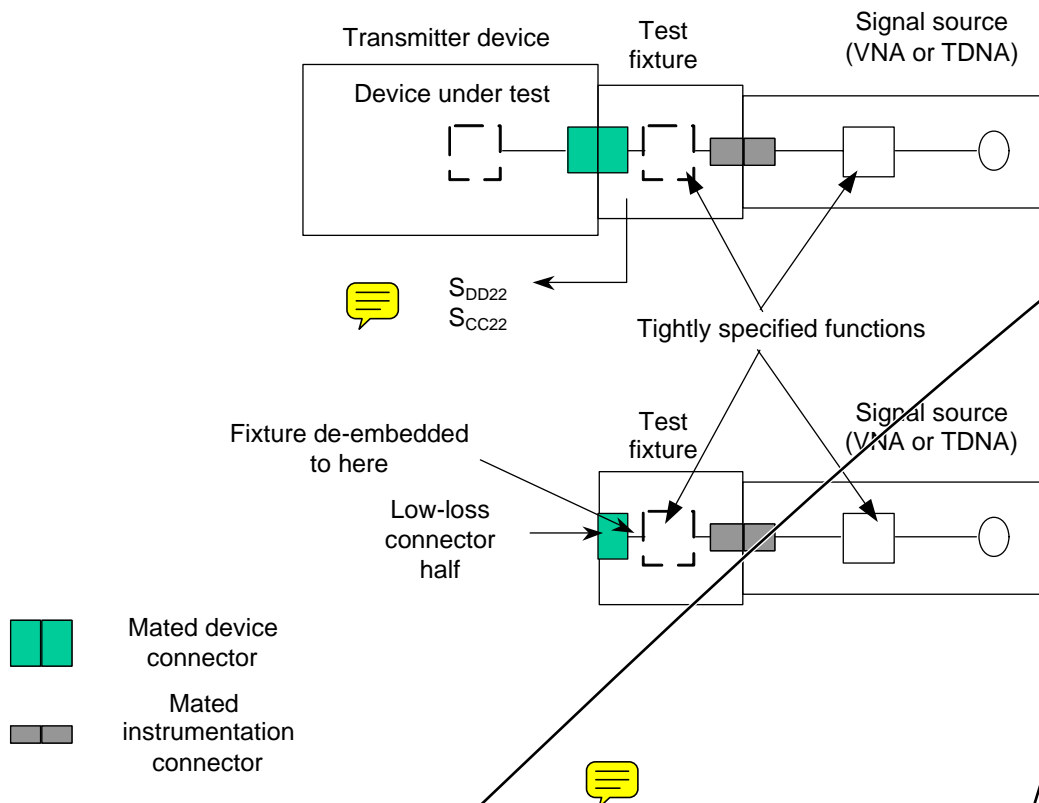 Transmitter device
Test
fixture
Signal source
(VNA or TDNA)
Device under test
SDD22
SCC22
Tightly specified functions
Fixture de-embedded
to here
Test
fixture
Signal source
(VNA or TDNA)
Low-loss
connector
half
Mated device
connector
Mated
instrumentation
connector